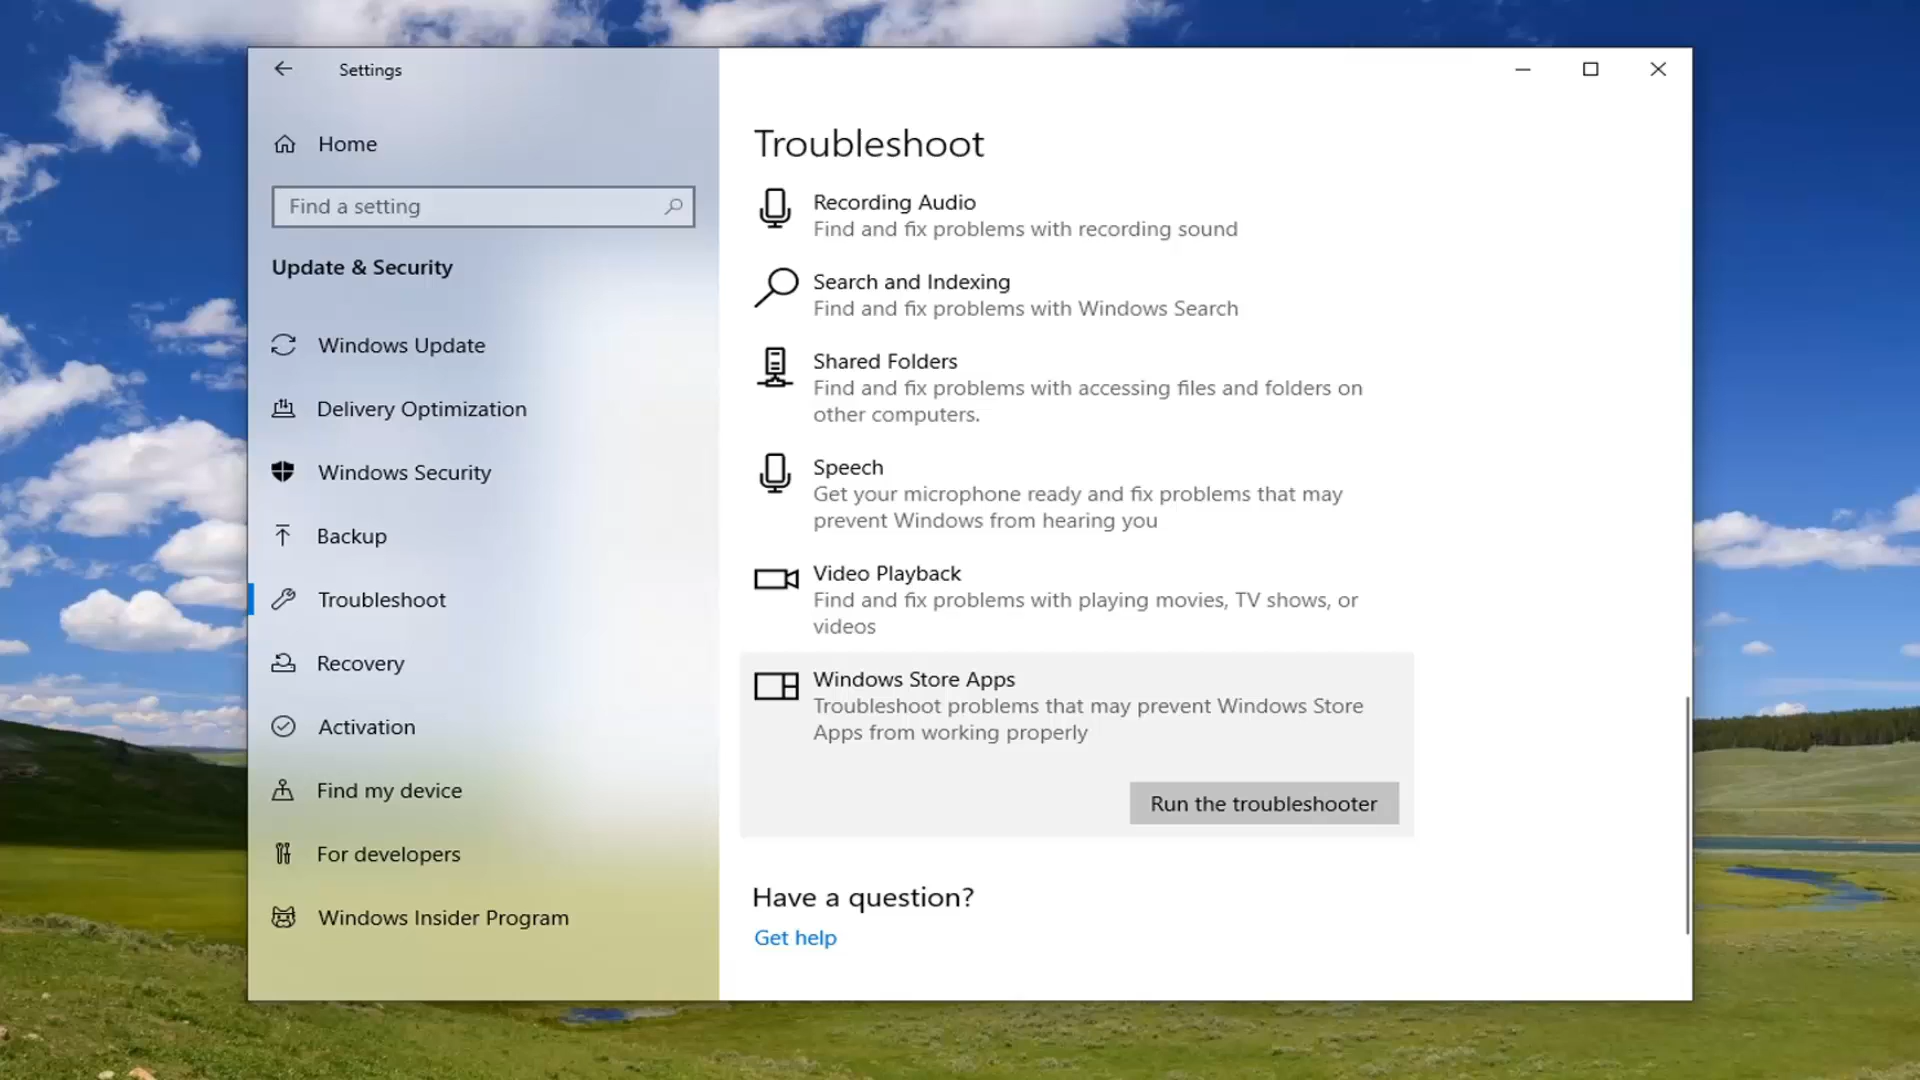 Settings
Home
Find a setting
Update & Security
Windows Update
Delivery Optimization
Windows Security
Backup
Troubleshoot
Recovery
Activation
Find my device
For developers
Windows Insider Program
Troubleshoot
Recording Audio
Find and fix problems with recording sound
Search and Indexing
Find and fix problems with Windows Search
Shared Folders
Find and fix problems with accessing files and folders on
other computers.
Speech
Get your microphone ready and fix problems that may
prevent Windows from hearing you
Video Playback
Find and fix problems with playing movies, TV shows, or
videos
Windows Store Apps
Troubleshoot problems that may prevent Windows Store
Apps from working properly
Run the troubleshooter
Have a question?
Get help